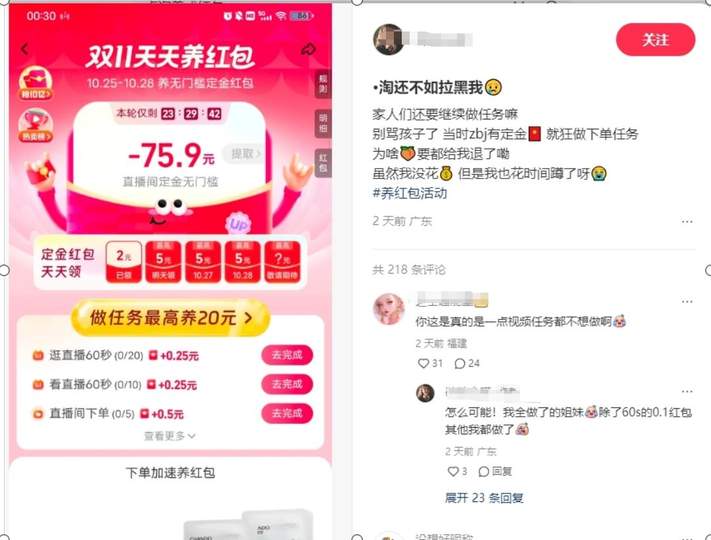 00:30
5G
86
双11天天养红包
10.25-10.28 养无门槛定金红包
规则
抢10亿
本轮仅剩 23 : 29 : 42
明细
热卖榜
-75.9元
提取
直播间定金无门槛
红包
Up
定金红包
天天领
2元
已领
最高
5元
明天领
最高
5元
10.27
最高
5元
10.28
最高
?元
敬请期待
做任务最高养20元
逛直播60秒 (0/20) +0.25元
去完成
看直播60秒 (0/10) +0.25元
去完成
直播间下单 (0/5) +0.5元
去完成
查看更多
下单加速养红包
关注
•淘还不如拉黑我😥
家人们还要继续做任务嘛
别骂孩子了 当时zbj有定金🧧 就狂做下单任务
为啥🍑要都给我退了嘞
虽然我没花💰 但是我也花时间蹲了呀😭
#养红包活动
2 天前 广东
共 218 条评论
你这是真的是一点视频任务都不想做啊
2 天前 福建
31
24
作者
怎么可能！我全做了的姐妹除了60s的0.1红包
其他我都做了
2 天前 广东
3
回复
展开 23 条回复